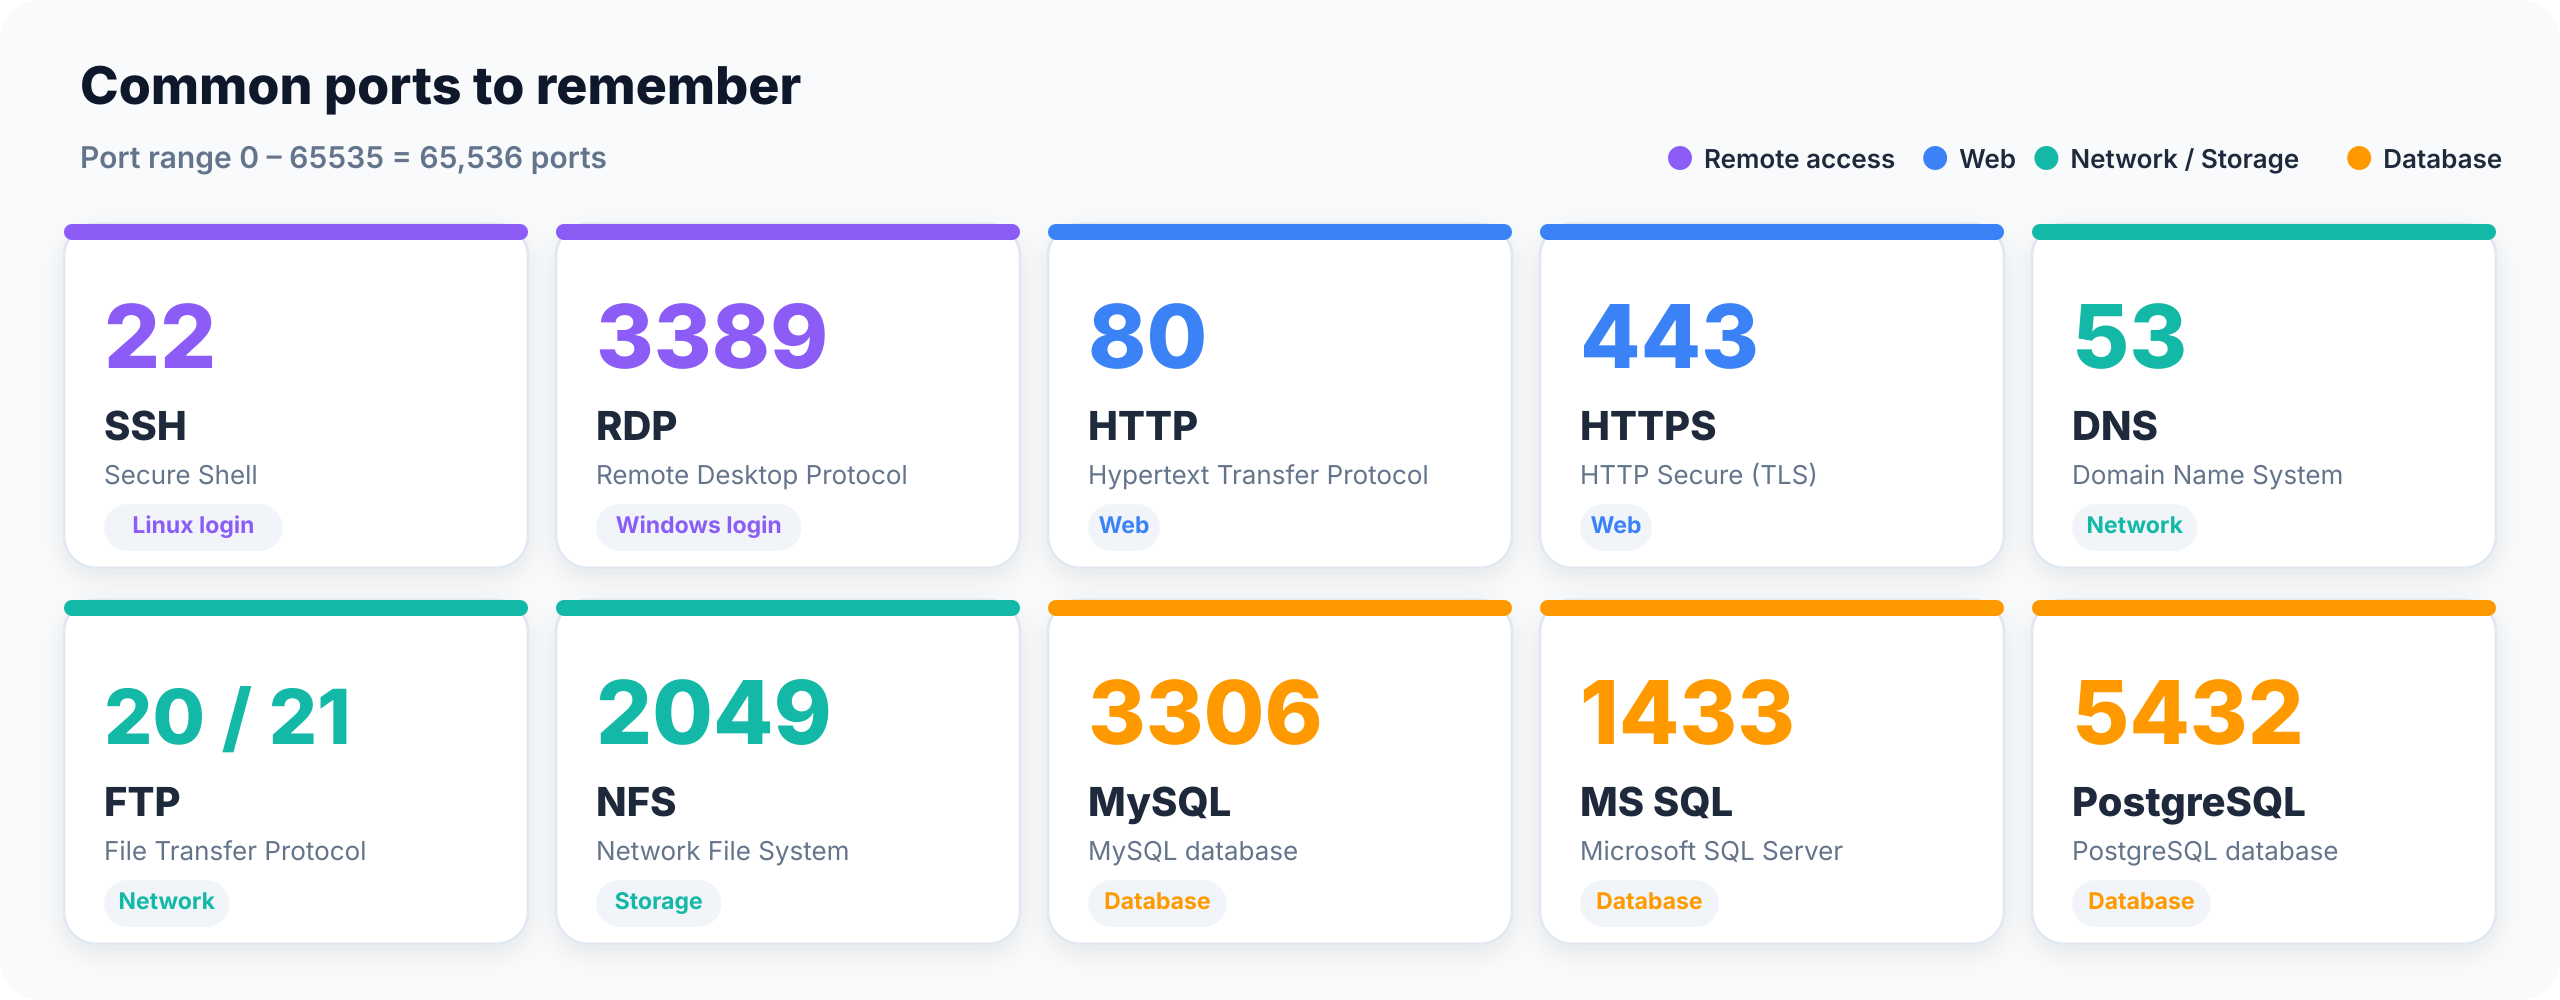 Common ports to remember
Port range 0 – 65535 = 65,536 ports
Remote access
Web
Network / Storage
Database
22
SSH
Secure Shell
Linux login
3389
RDP
Remote Desktop Protocol
Windows login
80
HTTP
Hypertext Transfer Protocol
Web
443
HTTPS
HTTP Secure (TLS)
Web
53
DNS
Domain Name System
Network
20 / 21
FTP
File Transfer Protocol
Network
2049
NFS
Network File System
Storage
3306
MySQL
MySQL database
Database
1433
MS SQL
Microsoft SQL Server
Database
5432
PostgreSQL
PostgreSQL database
Database